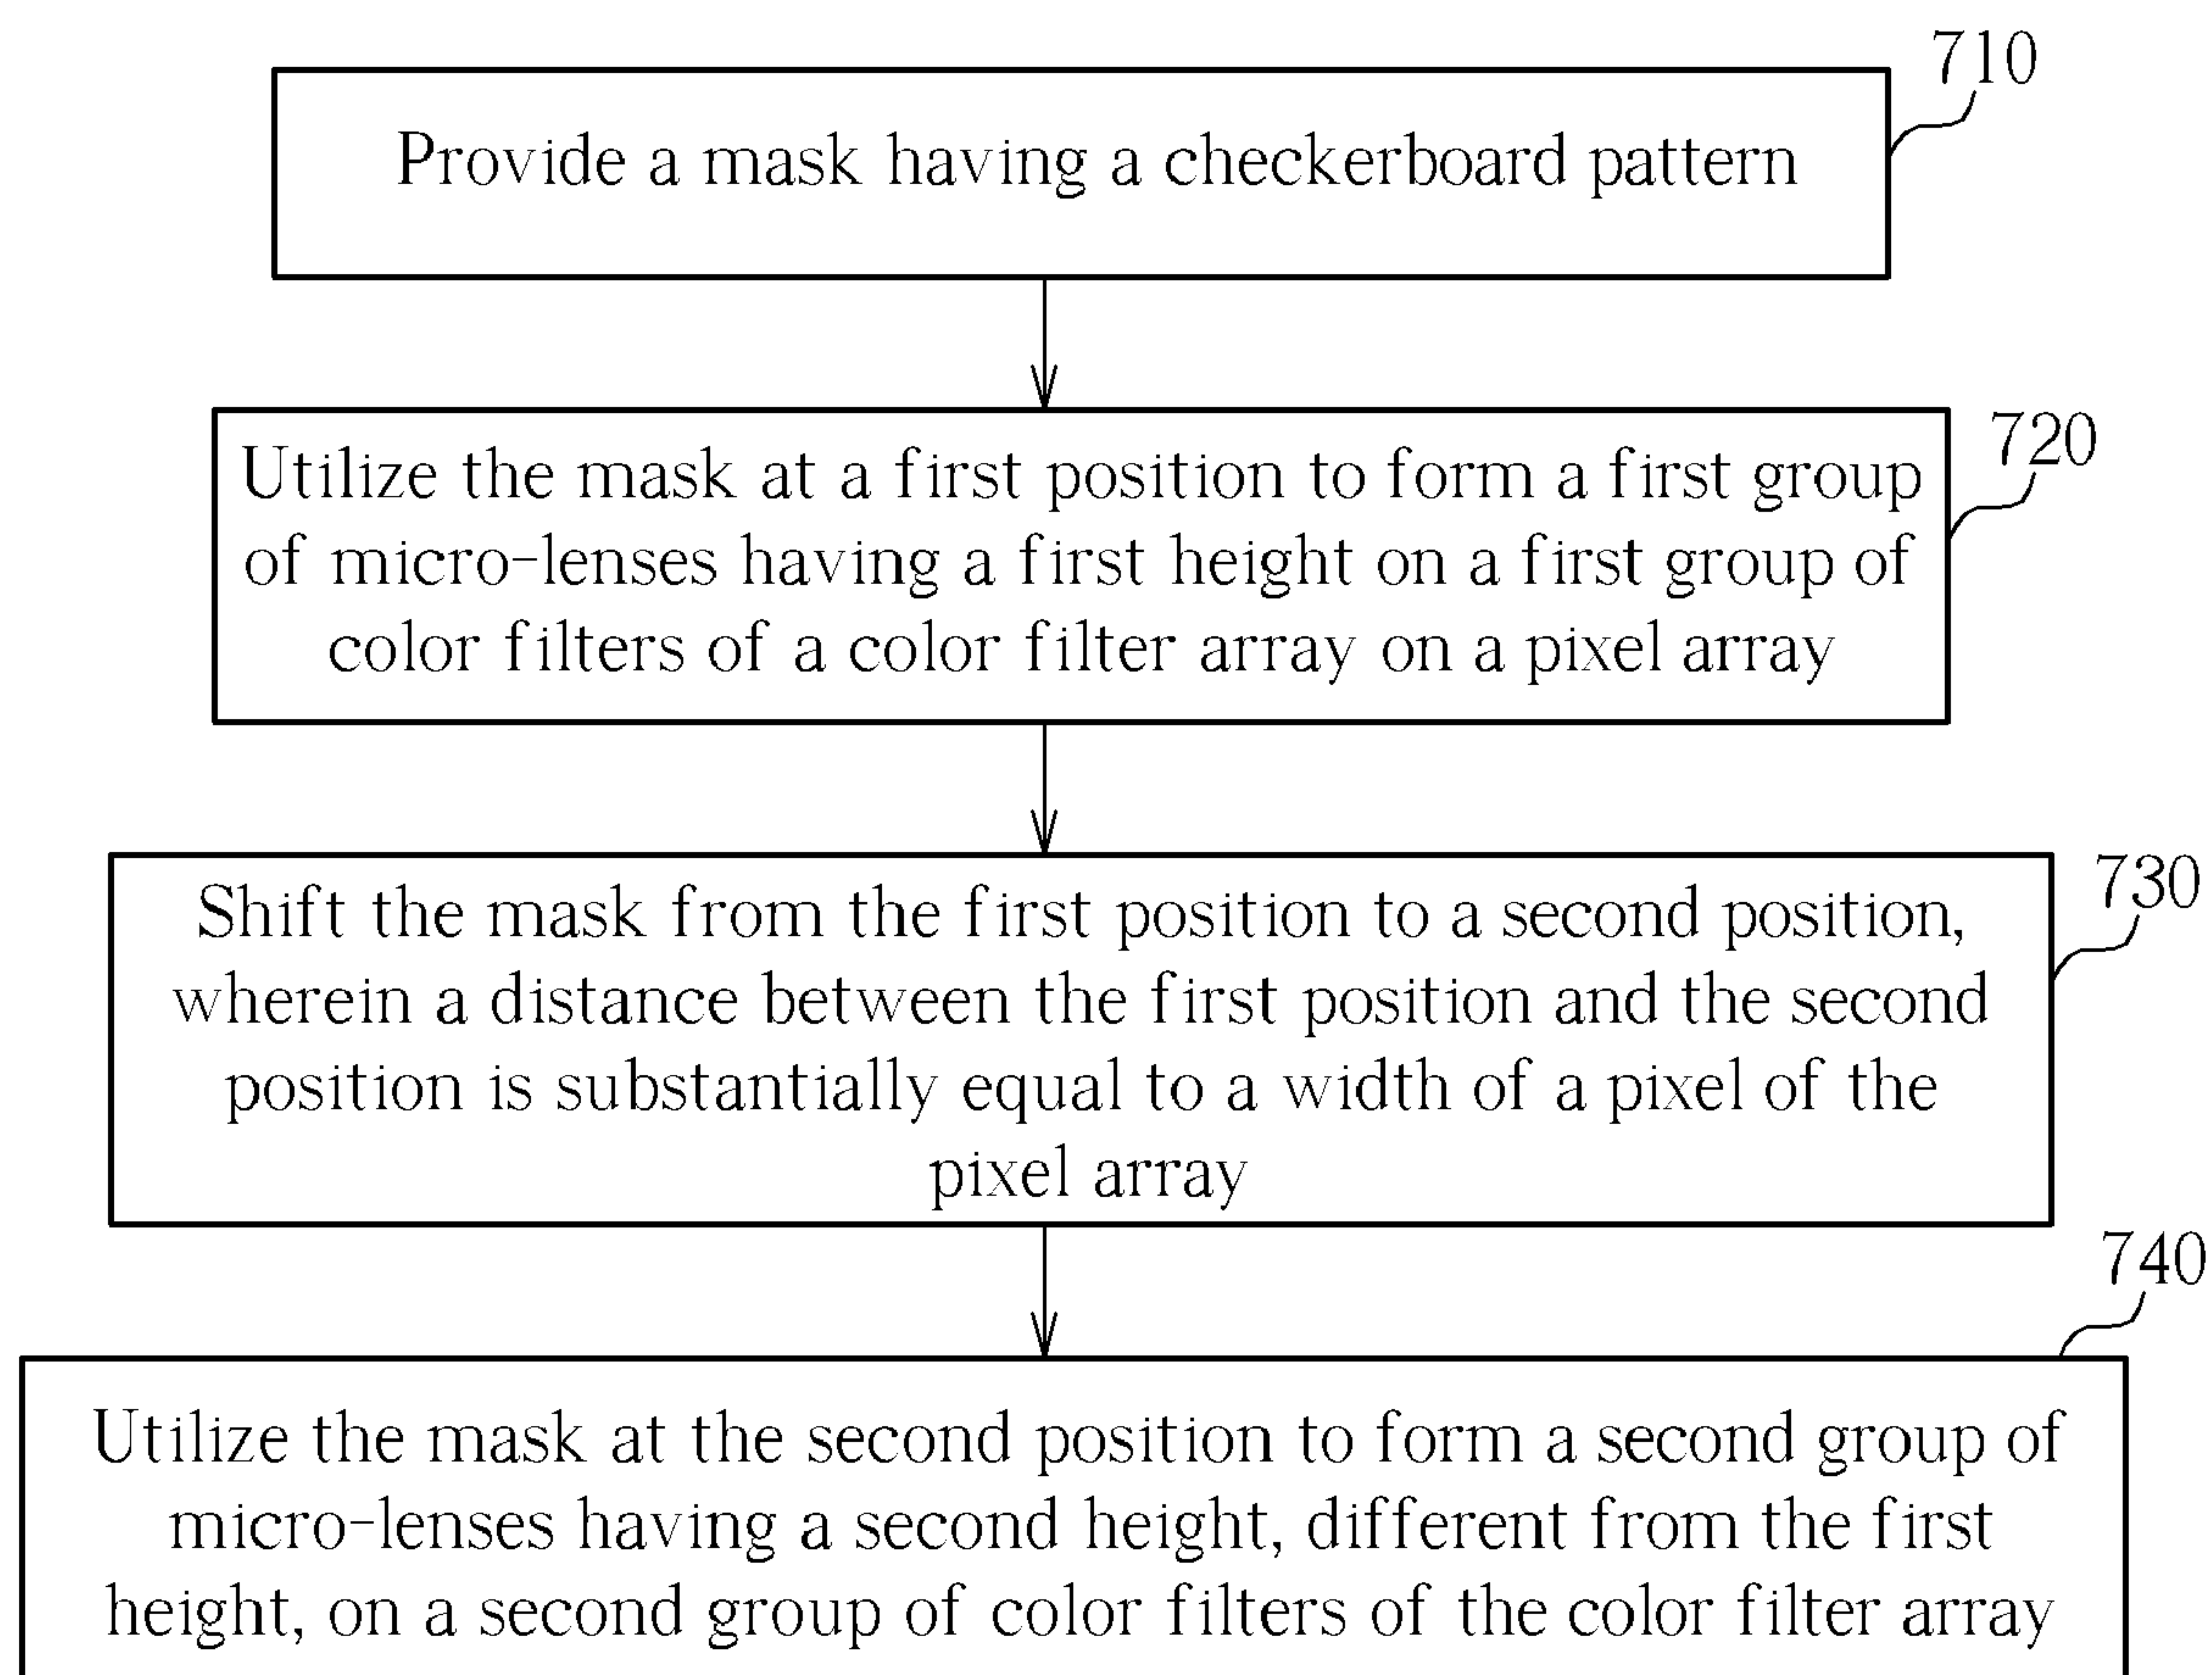 710
Provide a mask having a checkerboard pattern
720
Utilize the mask at a first position to form a first group
of micro-lenses having a first height on a first group of
color filters of a color filter array on a pixel array
730
Shift the mask from the first position to a second position,
wherein a distance between the first position and the second
position is substantially equal to a width of a pixel of the
pixel array
740
Utilize the mask at the second position to form a second group of
micro-lenses having a second height, different from the first
height, on a second group of color filters of the color filter array